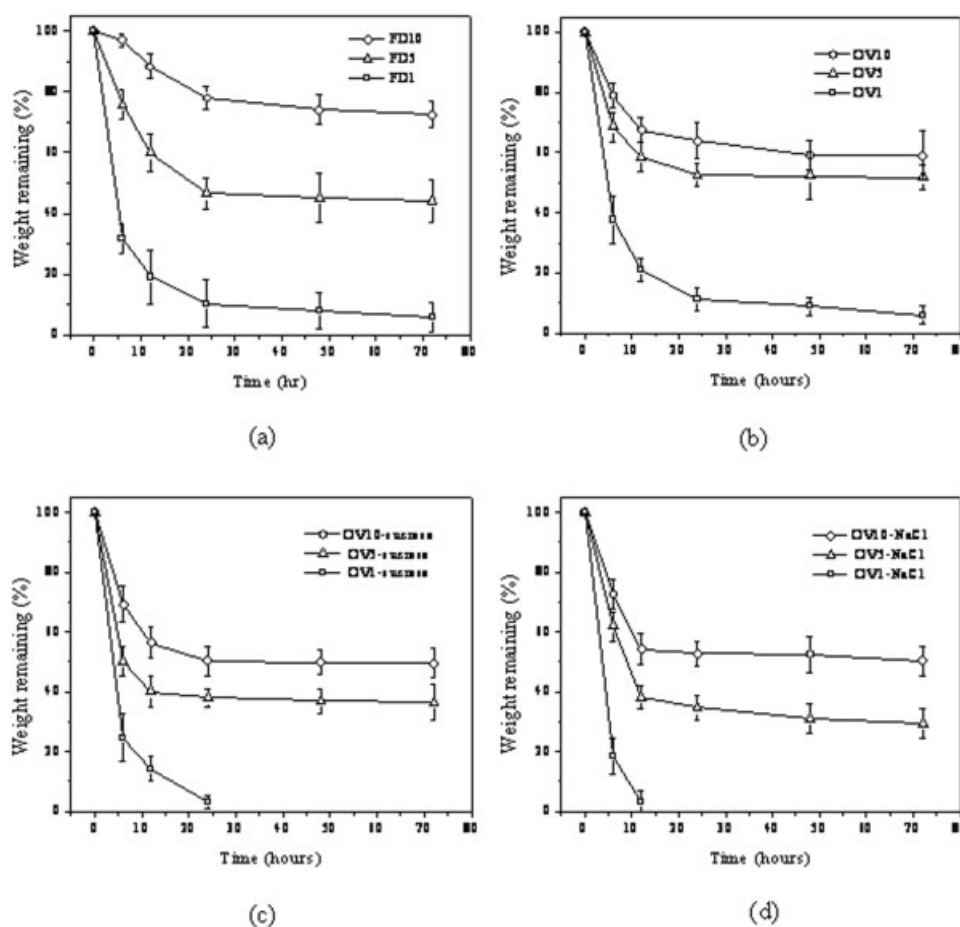 100
80
60
40
20
0
Weight remaining (%)
FD10
FD5
FD1
0 10 20 30 40 50 60 70 80
Time (hr)
(a)
100
80
60
40
20
0
Weight remaining (%)
OV10
OV5
OV1
0 10 20 30 40 50 60 70 80
Time (hours)
(b)
100
80
60
40
20
0
Weight remaining (%)
OV10-sucrose
OV5-sucrose
OV1-sucrose
0 10 20 30 40 50 60 70 80
Time (hours)
(c)
100
80
60
40
20
0
Weight remaining (%)
OV10-NaCl
OV5-NaCl
OV1-NaCl
0 10 20 30 40 50 60 70 80
Time (hours)
(d)